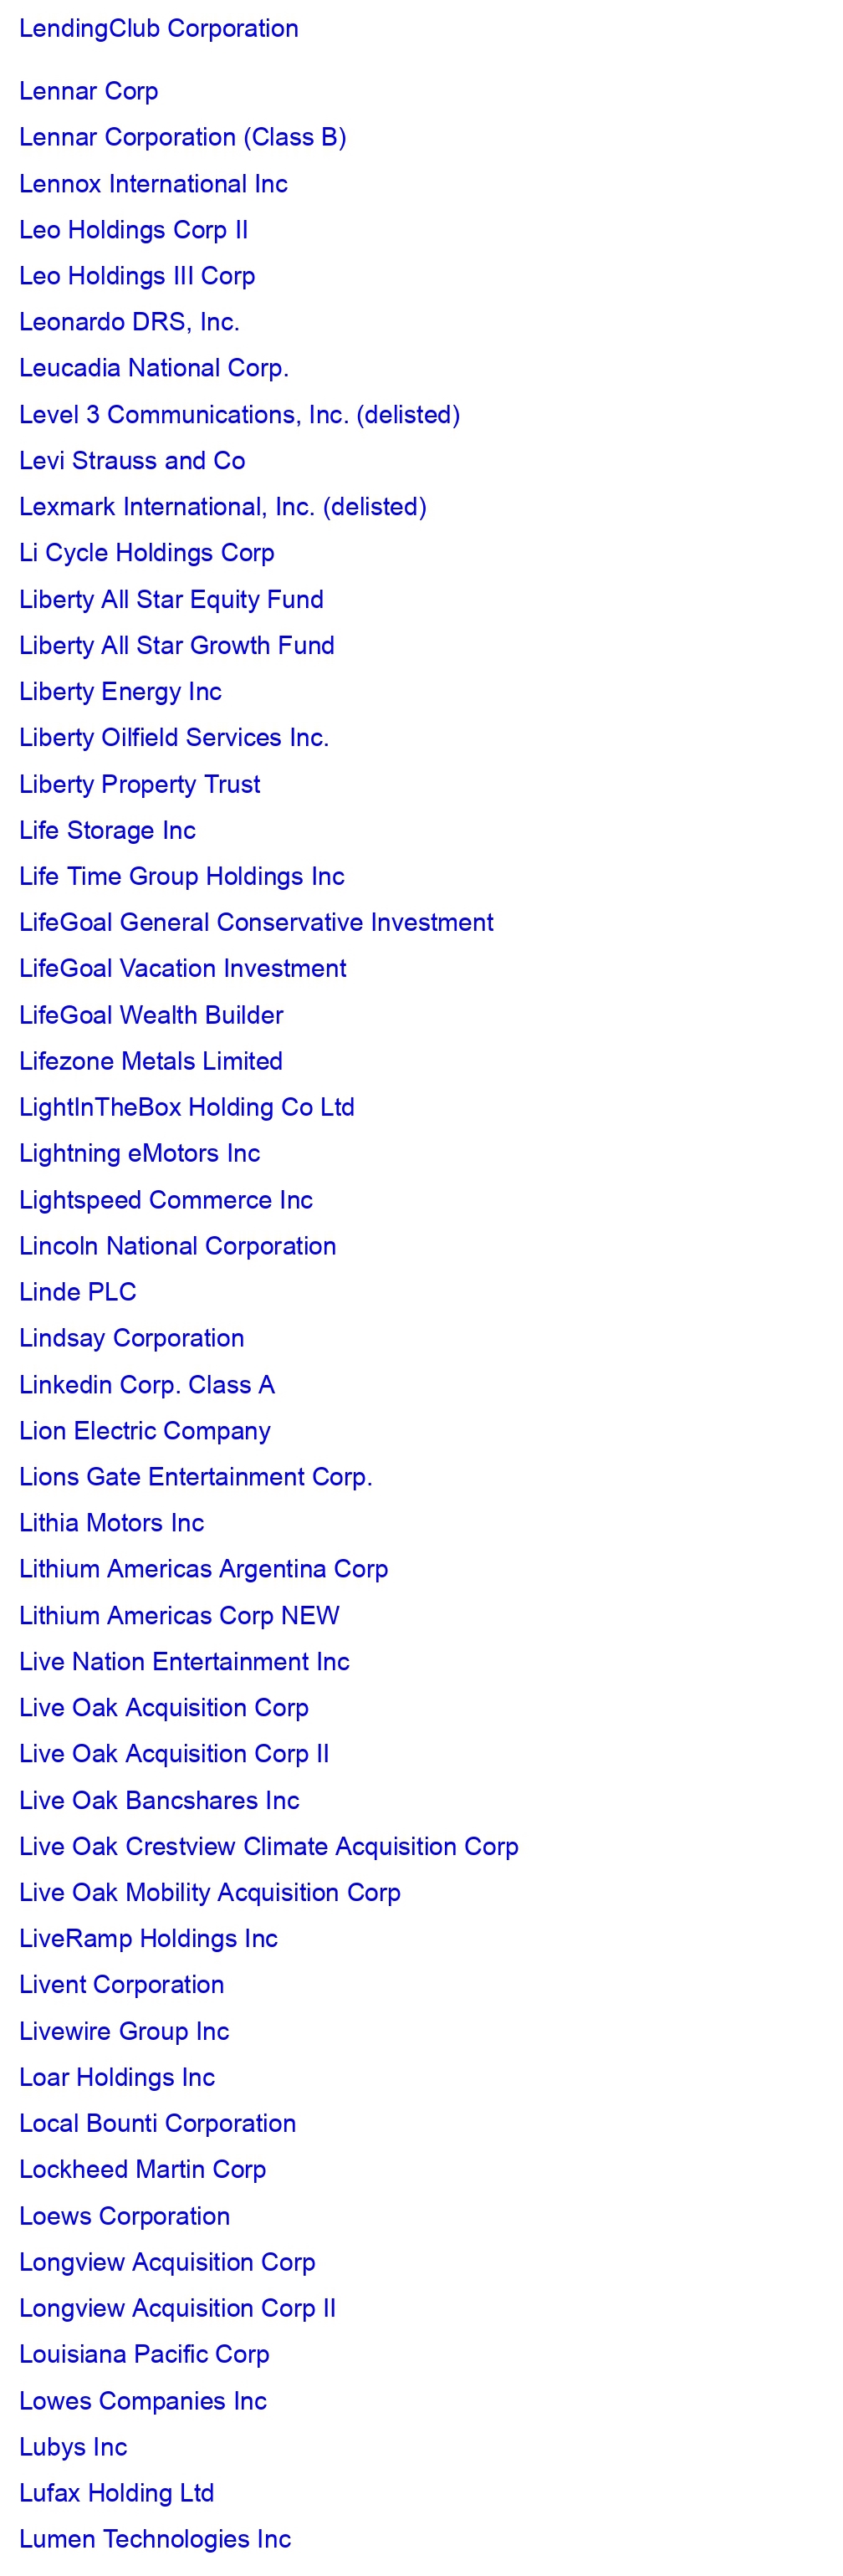 LendingClub Corporation
Lennar Corp
Lennar Corporation (Class B)
Lennox International Inc
Leo Holdings Corp II
Leo Holdings III Corp
Leonardo DRS, Inc.
Leucadia National Corp.
Level 3 Communications, Inc. (delisted)
Levi Strauss and Co
Lexmark International, Inc. (delisted)
Li Cycle Holdings Corp
Liberty All Star Equity Fund
Liberty All Star Growth Fund
Liberty Energy Inc
Liberty Oilfield Services Inc.
Liberty Property Trust
Life Storage Inc
Life Time Group Holdings Inc
LifeGoal General Conservative Investment
LifeGoal Vacation Investment
LifeGoal Wealth Builder
Lifezone Metals Limited
LightInTheBox Holding Co Ltd
Lightning eMotors Inc
Lightspeed Commerce Inc
Lincoln National Corporation
Linde PLC
Lindsay Corporation
Linkedin Corp. Class A
Lion Electric Company
Lions Gate Entertainment Corp.
Lithia Motors Inc
Lithium Americas Argentina Corp
Lithium Americas Corp NEW
Live Nation Entertainment Inc
Live Oak Acquisition Corp
Live Oak Acquisition Corp II
Live Oak Bancshares Inc
Live Oak Crestview Climate Acquisition Corp
Live Oak Mobility Acquisition Corp
LiveRamp Holdings Inc
Livent Corporation
Livewire Group Inc
Loar Holdings Inc
Local Bounti Corporation
Lockheed Martin Corp
Loews Corporation
Longview Acquisition Corp
Longview Acquisition Corp II
Louisiana Pacific Corp
Lowes Companies Inc
Lubys Inc
Lufax Holding Ltd
Lumen Technologies Inc